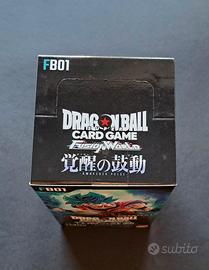 FB01
DRAGON BALL
CARD GAME
FUSION WORLD
覚醒の鼓動
AWAKENED PULSE
FB01
subito